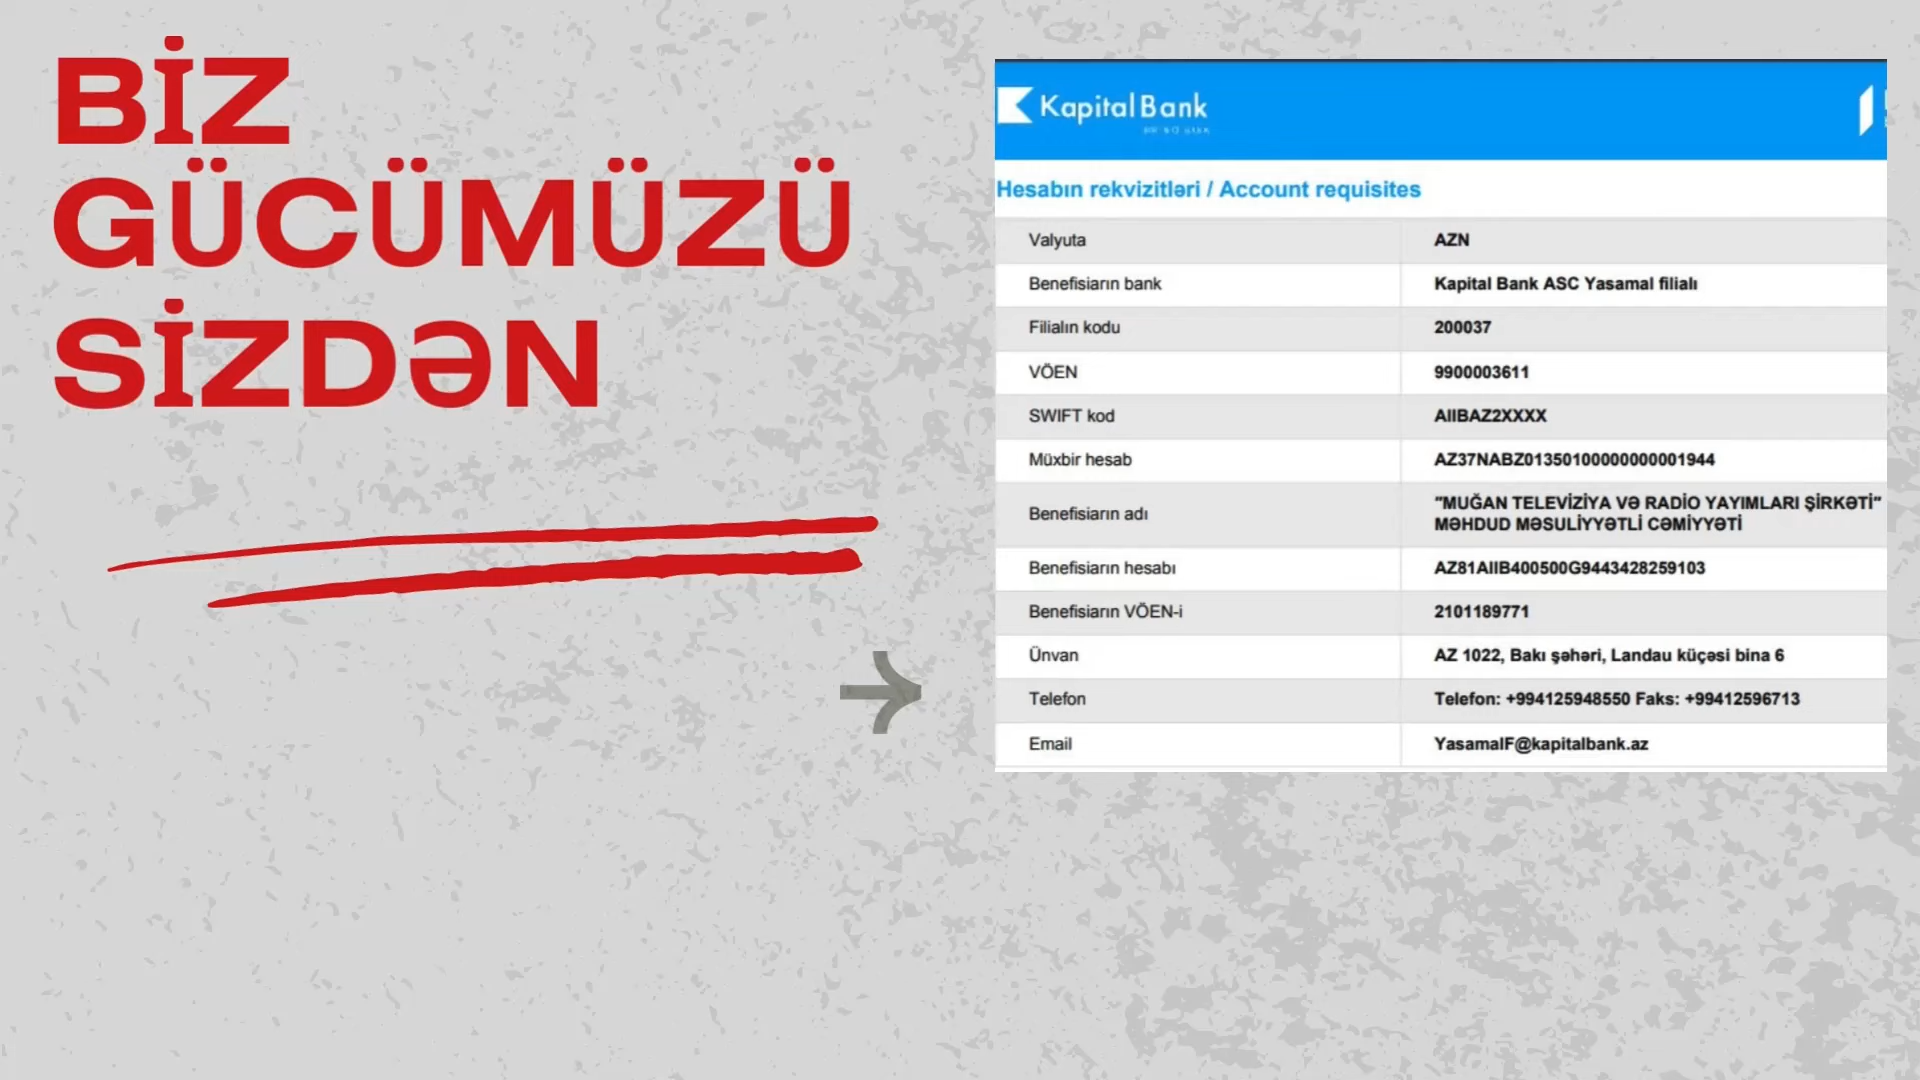 BİZ
GÜCÜMÜZÜ
SİZDƏN
Kapital Bank
Hesabın rekvizitləri / Account requisites
Valyuta AZN
Benefisiarın bank Kapital Bank ASC Yasamal filialı
Filialın kodu 200037
VÖEN 9900003611
SWIFT kod AIIBAZ2XXXX
Müxbir hesab AZ37NABZ01350100000000001944
Benefisiarın adı "MUĞAN TELEVİZİYA VƏ RADİO YAYIMLARI ŞİRKƏTİ"
MƏHDUD MƏSULİYYƏTLİ CƏMİYYƏTİ
Benefisiarın hesabı AZ81AIIB400500G9443428259103
Benefisiarın VÖEN-i 2101189771
Ünvan AZ 1022, Bakı şəhəri, Landau küçəsi bina 6
Telefon Telefon: +994125948550 Faks: +99412596713
Email YasamalF@kapitalbank.az